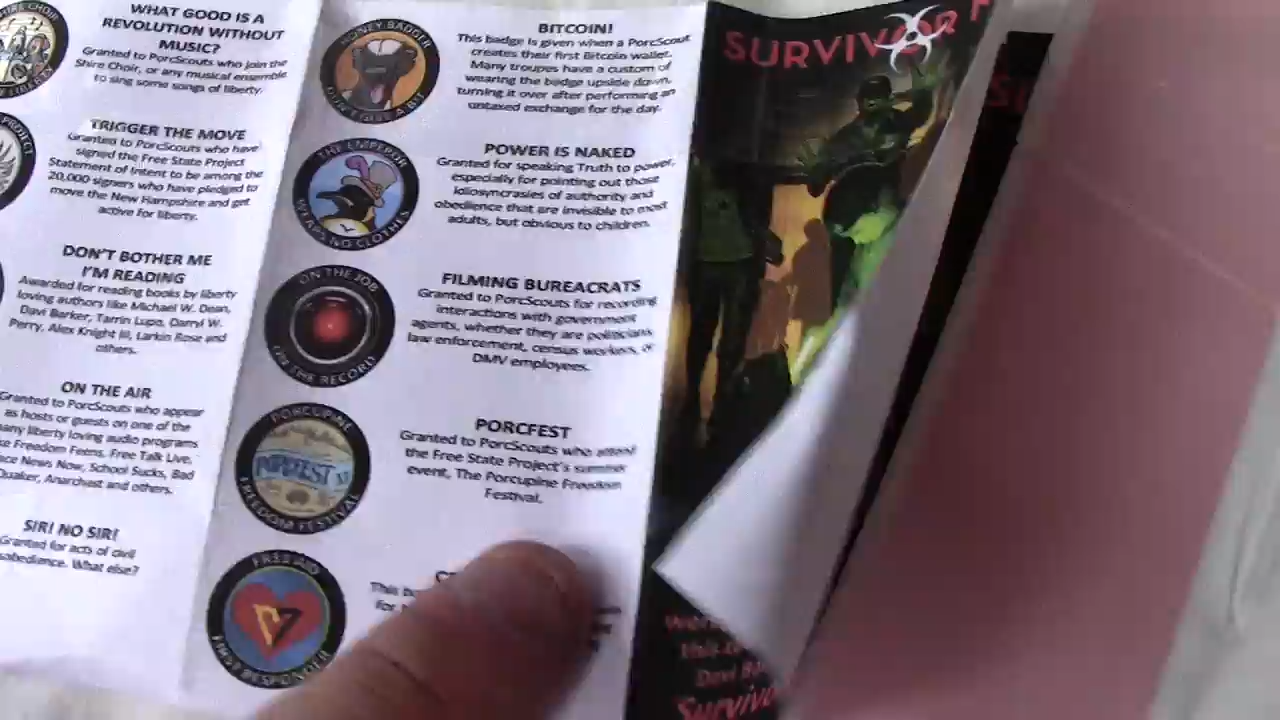 WHAT GOOD IS A
REVOLUTION WITHOUT
MUSIC?
Granted to PorcScouts who join the
Shire Choir, or any musical ensemble
to sing some songs of liberty.
TRIGGER THE MOVE
Granted to PorcScouts who have
signed the Free State Project
Statement of Intent to be among the
20,000 signers who have pledged to
move the New Hampshire and get
active for liberty.
DON'T BOTHER ME
I'M READING
Awarded for reading books by liberty
loving authors like Michael W. Dean,
Davi Barker, Tarrin Lupo, Darryl W.
Perry, Alex Knight III, Larkin Rose and
others.
ON THE AIR
Granted to PorcScouts who appear
as hosts or guests on one of the
many liberty loving audio programs
Freedom Feens, Free Talk Live,
News Now, School Sucks, Bad
Quaker, Anarchast and others.
SIR! NO SIR!
Granted for acts of civil
What else?
HONEY BADGER
BITCOIN!
This badge is given when a PorcScout
creates their first Bitcoin wallet.
Many troupes have a custom of
wearing the badge upside down,
turning it over after performing an
untaxed exchange for the day.
THE EMPEROR
WEARS NO CLOTHES
POWER IS NAKED
Granted for speaking Truth to power,
especially for pointing out those
idiosyncrasies of authority and
obedience that are invisible to most
adults, but obvious to children.
ON THE JOB
ON THE RECORD
FILMING BUREACRATS
Granted to PorcScouts for recording
interactions with government
agents, whether they are politicians
law enforcement, census workers, or
DMV employees.
PORCUPINE
FREEDOM FESTIVAL
PORCFEST
Granted to PorcScouts who attend
the Free State Project's summer
event, The Porcupine Freedom
Festival.
FREE AID
FIRST RESPONDER
This
for
SURVIVOR
Davi